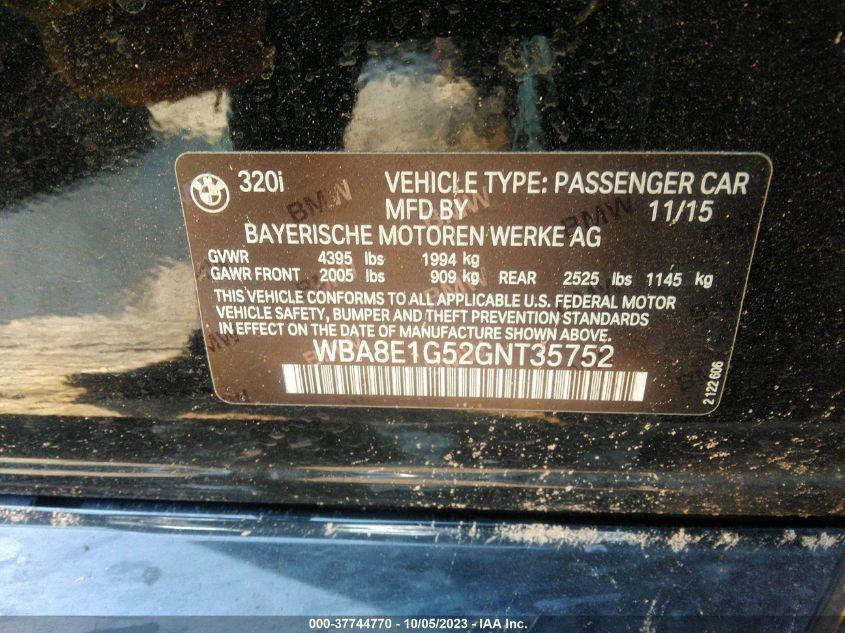 BMW 320i VEHICLE TYPE: PASSENGER CAR
MFD BY 11/15
BAYERISCHE MOTOREN WERKE AG
GVWR 4395 lbs 1994 kg
GAWR FRONT 2005 lbs 909 kg REAR 2525 lbs 1145 kg
THIS VEHICLE CONFORMS TO ALL APPLICABLE U.S. FEDERAL MOTOR
VEHICLE SAFETY, BUMPER AND THEFT PREVENTION STANDARDS
IN EFFECT ON THE DATE OF MANUFACTURE SHOWN ABOVE.
WBA8E1G52GNT35752
2 122 606
000-37744770 - 10/05/2023 - IAA Inc.